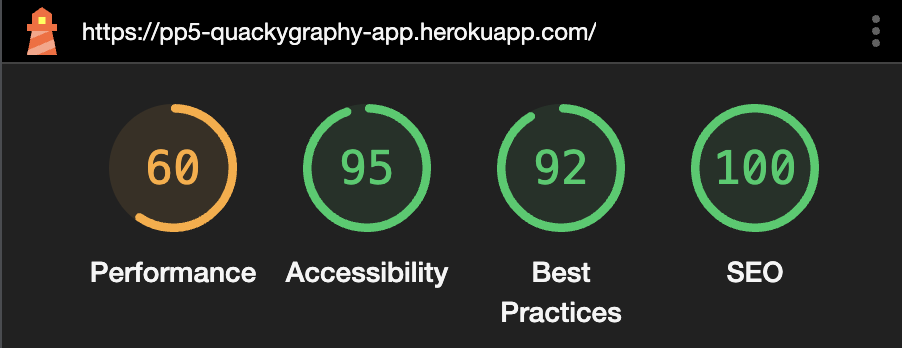 https://pp5-quackygraphy-app.herokuapp.com/
60 95 92 100
Performance Accessibility Best Practices SEO